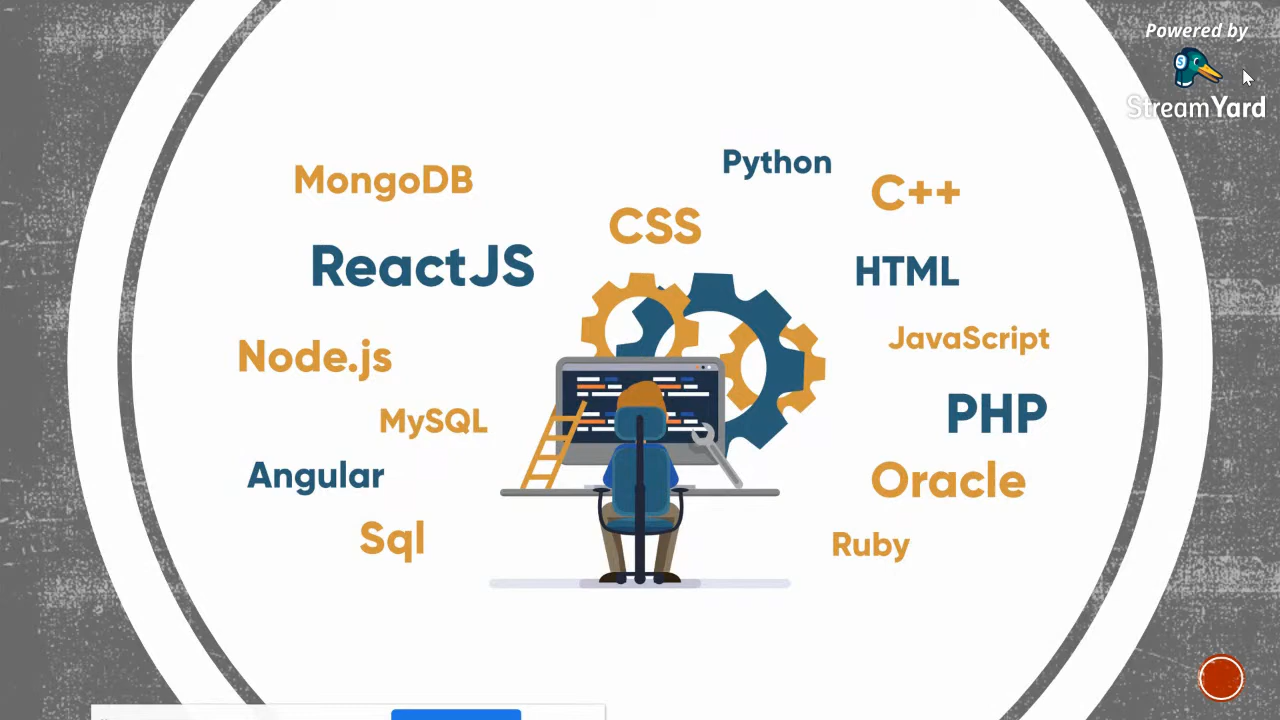 Powered by
StreamYard
MongoDB
Python
C++
CSS
ReactJS
HTML
Node.js
JavaScript
MySQL
PHP
Angular
Oracle
Sql
Ruby